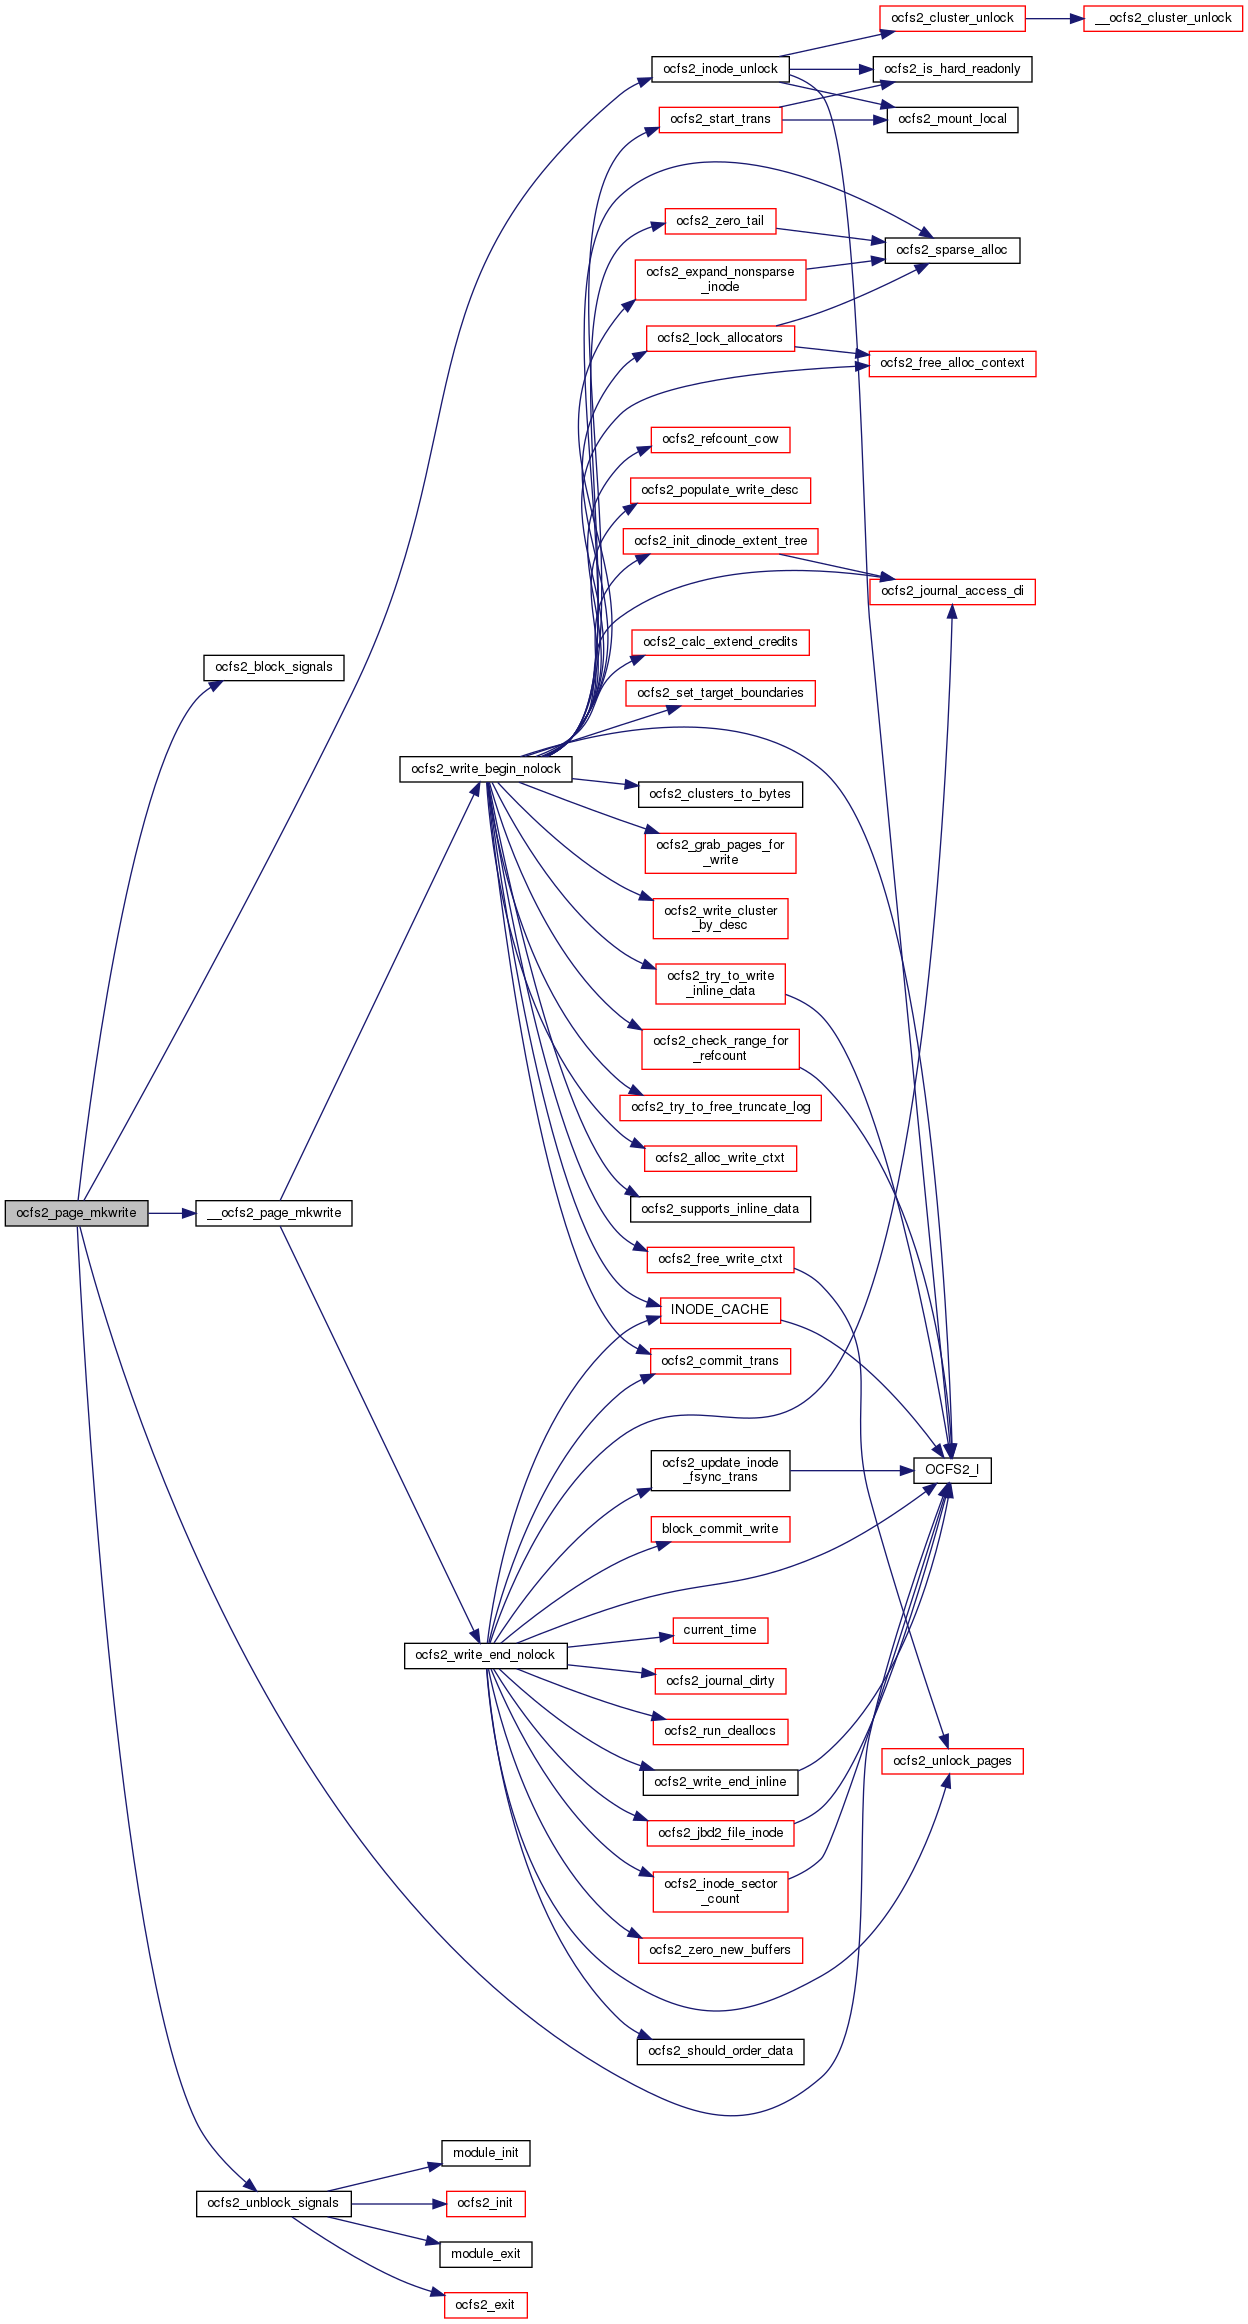 ocfs2_cluster_unlock
__ocfs2_cluster_unlock
ocfs2_inode_unlock
ocfs2_is_hard_readonly
ocfs2_start_trans
ocfs2_mount_local
ocfs2_zero_tail
ocfs2_sparse_alloc
ocfs2_expand_nonsparse
_inode
ocfs2_lock_allocators
ocfs2_free_alloc_context
ocfs2_refcount_cow
ocfs2_populate_write_desc
ocfs2_init_dinode_extent_tree
ocfs2_journal_access_di
ocfs2_calc_extend_credits
ocfs2_block_signals
ocfs2_set_target_boundaries
ocfs2_write_begin_nolock
ocfs2_clusters_to_bytes
ocfs2_grab_pages_for
_write
ocfs2_write_cluster
_by_desc
ocfs2_try_to_write
_inline_data
ocfs2_check_range_for
_refcount
ocfs2_try_to_free_truncate_log
ocfs2_alloc_write_ctxt
ocfs2_page_mkwrite
__ocfs2_page_mkwrite
ocfs2_supports_inline_data
ocfs2_free_write_ctxt
INODE_CACHE
ocfs2_commit_trans
ocfs2_update_inode
_fsync_trans
OCFS2_I
block_commit_write
current_time
ocfs2_write_end_nolock
ocfs2_journal_dirty
ocfs2_run_deallocs
ocfs2_unlock_pages
ocfs2_write_end_inline
ocfs2_jbd2_file_inode
ocfs2_inode_sector
_count
ocfs2_zero_new_buffers
ocfs2_should_order_data
module_init
ocfs2_unblock_signals
ocfs2_init
module_exit
ocfs2_exit